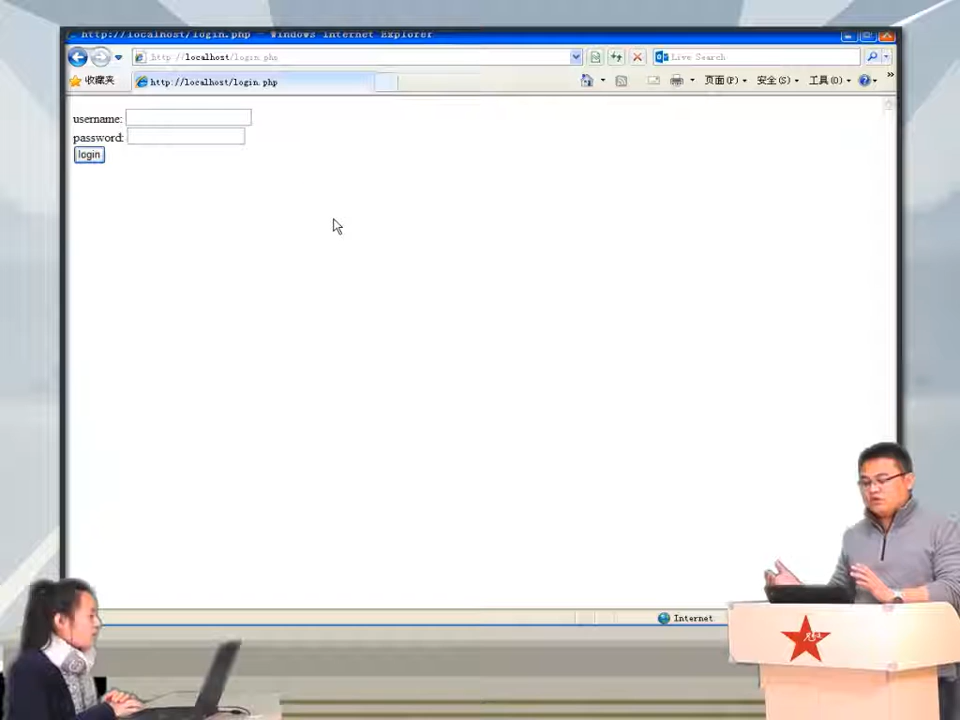 http://localhost/login.php - Windows Internet Explorer
http://localhost/login.php
Live Search
收藏夹
http://localhost/login.php
页面(P)
安全(S)
工具(O)
»
username:
password:
login
Internet